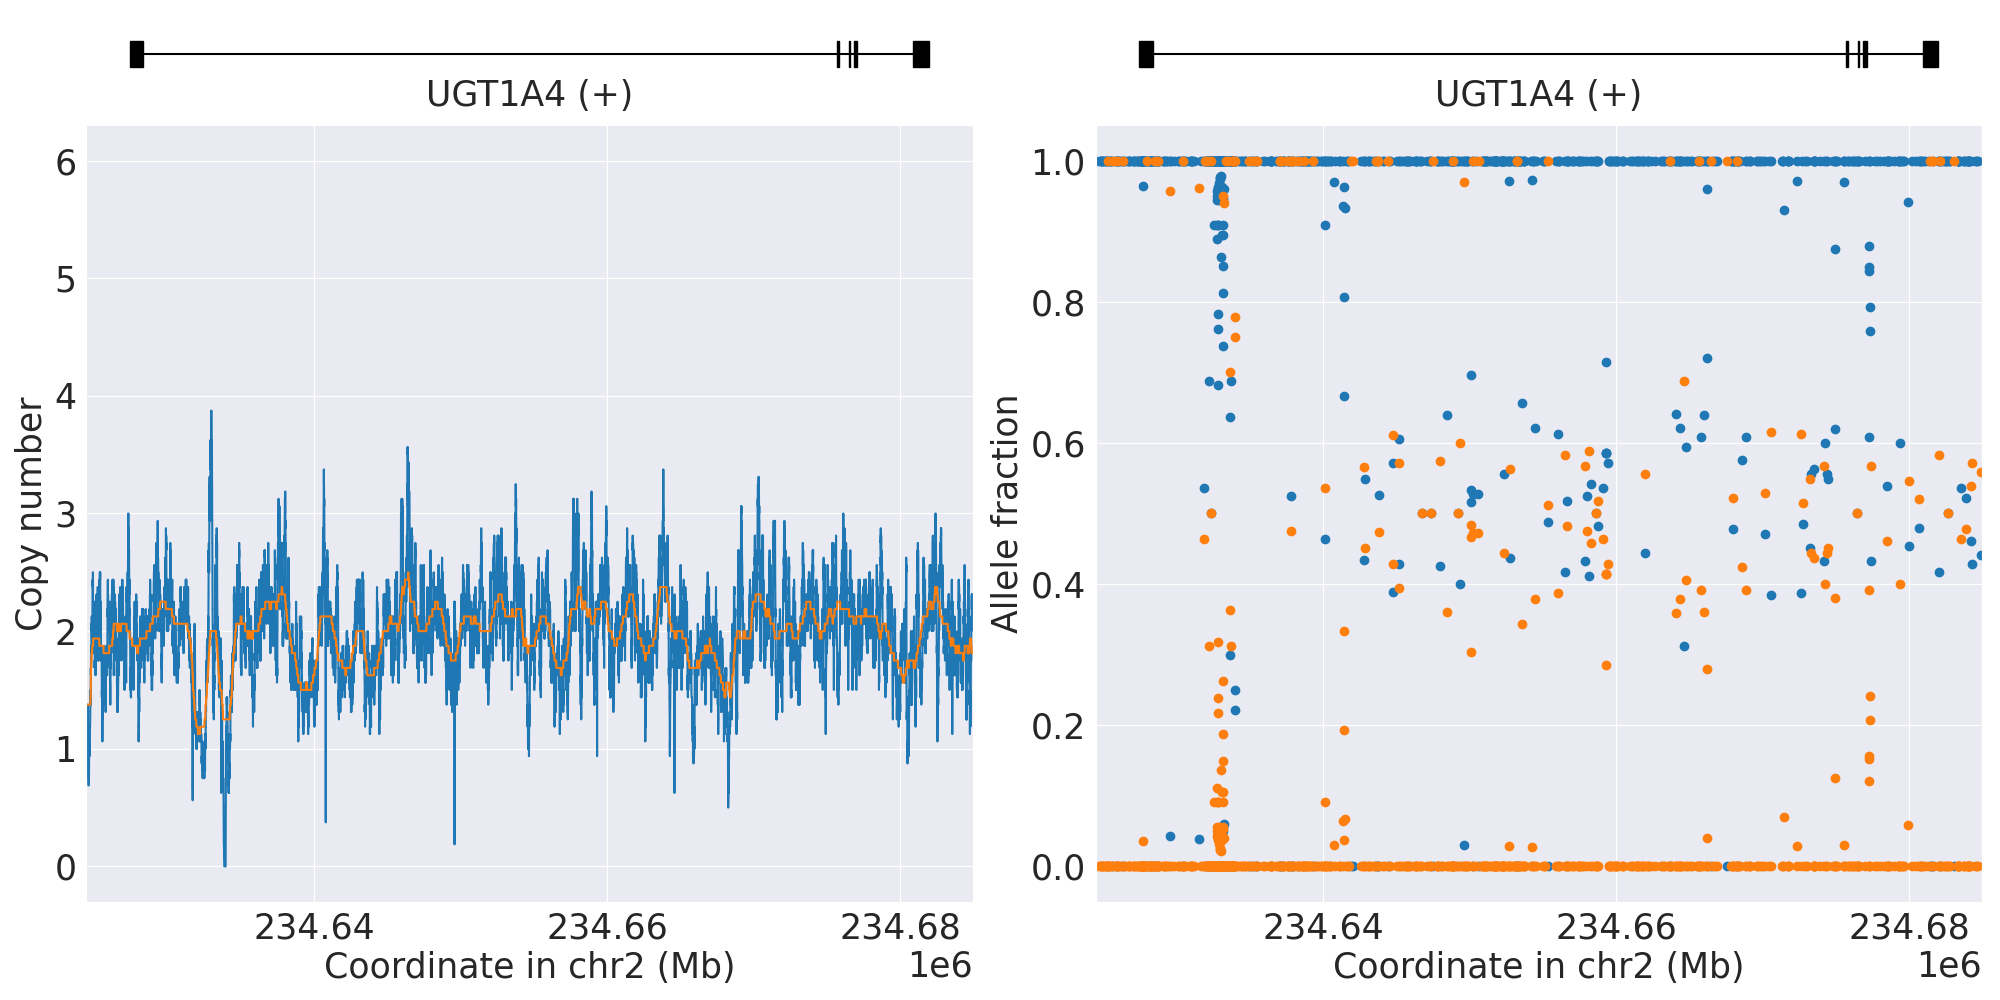 UGT1A4 (+)
6
5
4
3
2
1
0
Copy number
234.64 234.66 234.68
1e6
Coordinate in chr2 (Mb)
UGT1A4 (+)
1.0
0.8
0.6
0.4
0.2
0.0
Allele fraction
234.64 234.66 234.68
1e6
Coordinate in chr2 (Mb)